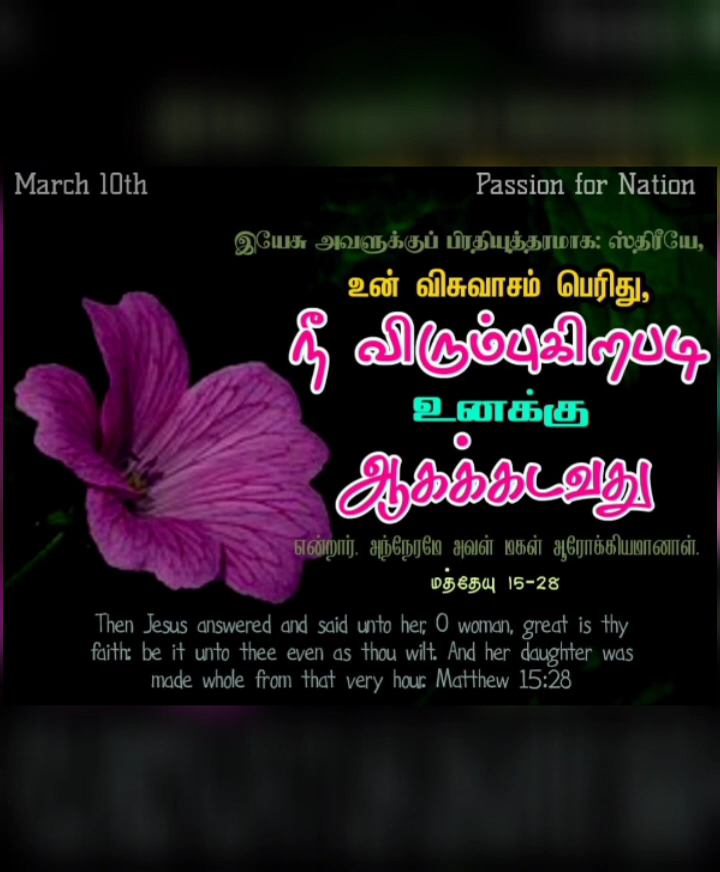 March 10th
Passion for Nation
இயேசு அவளுக்குப் பிரதியுத்தரமாக: ஸ்திரீயே,
உன் விசுவாசம் பெரிது,
நீ விரும்புகிறபடி
உனக்கு
ஆகக்கடவது
என்றார். அந்நேரமே அவள் மகள் ஆரோக்கியமானாள்.
மத்தேயு 15-28
Then Jesus answered and said unto her, O woman, great is thy
faith: be it unto thee even as thou wilt. And her daughter was
made whole from that very hour. Matthew 15:28